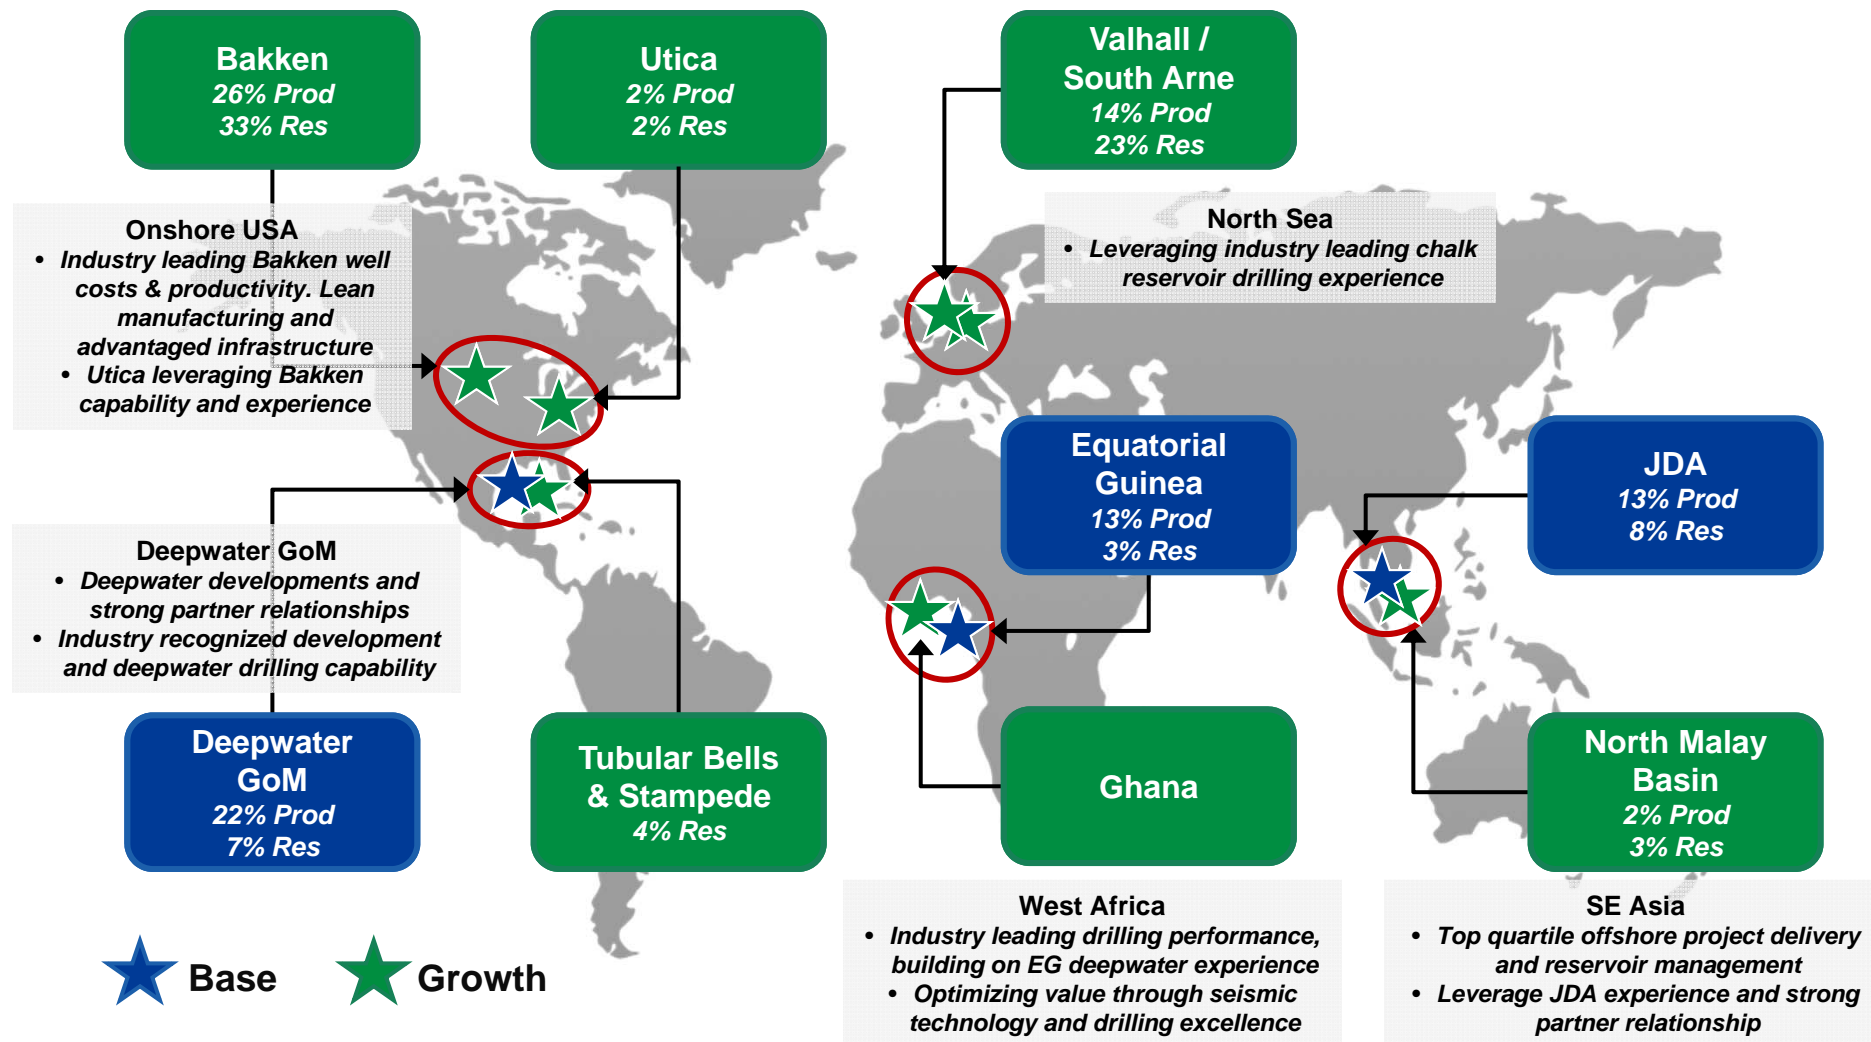 Bakken
26% Prod
33% Res
Utica
2% Prod
2% Res
Valhall /
South Arne
14% Prod
23% Res
Onshore USA
• Industry leading Bakken well
costs & productivity. Lean
manufacturing and
advantaged infrastructure
• Utica leveraging Bakken
capability and experience
North Sea
• Leveraging industry leading chalk
reservoir drilling experience
Equatorial
Guinea
13% Prod
3% Res
JDA
13% Prod
8% Res
Deepwater GoM
• Deepwater developments and
strong partner relationships
• Industry recognized development
and deepwater drilling capability
Deepwater
GoM
22% Prod
7% Res
Tubular Bells
& Stampede
4% Res
Ghana
North Malay
Basin
2% Prod
3% Res
West Africa
• Industry leading drilling performance,
building on EG deepwater experience
• Optimizing value through seismic
technology and drilling excellence
SE Asia
• Top quartile offshore project delivery
and reservoir management
• Leverage JDA experience and strong
partner relationship
Base
Growth